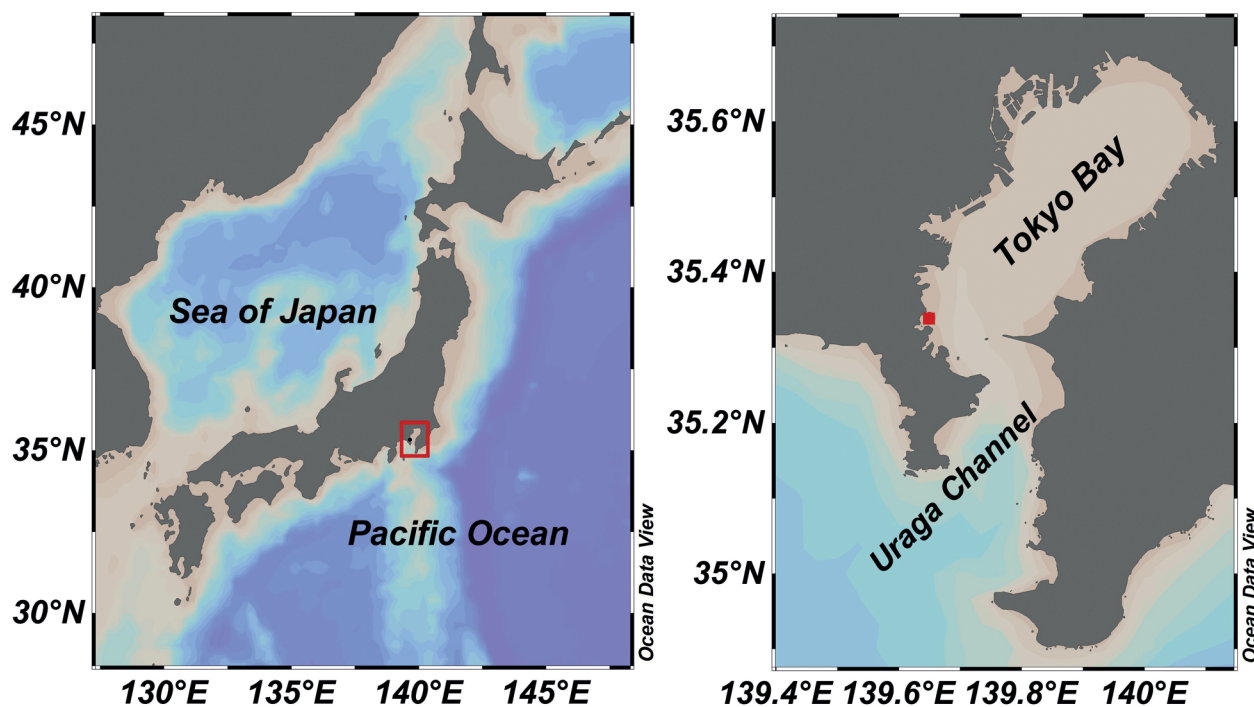 45°N
40°N
35°N
30°N
130°E 135°E 140°E 145°E
Sea of Japan
Pacific Ocean
Ocean Data View
35.6°N
35.4°N
35.2°N
35°N
139.4°E 139.6°E 139.8°E 140°E
Tokyo Bay
Uraga Channel
Ocean Data View